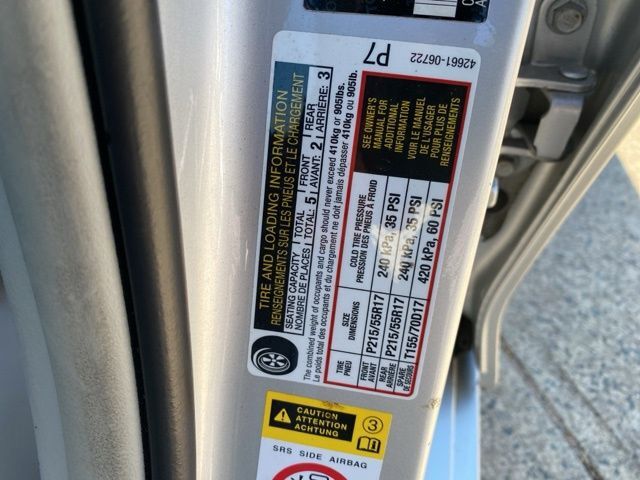 TIRE AND LOADING INFORMATION
RENSEIGNEMENTS SUR LES PNEUS ET LE CHARGEMENT
SEATING CAPACITY | TOTAL | FRONT | REAR
NOMBRE DE PLACES | TOTAL: 5 | AVANT: 2 | ARRIÈRE: 3
The combined weight of occupants and cargo should never exceed 410kg or 905lbs.
Le poids total des occupants et du chargement ne doit jamais dépasser 410kg or 905lb.
TIRE
PNEU
SIZE
DIMENSIONS
COLD TIRE PRESSURE
PRESSION DES PNEUS À FROID
FRONT
AVANT
P215/55R17
240 kPa, 35 PSI
REAR
ARRIÈRE
P215/55R17
240 kPa, 35 PSI
SPARE
DE SECOURS
T155/70D17
420 kPa, 60 PSI
SEE OWNER'S
MANUAL FOR
ADDITIONAL
INFORMATION
VOIR LE MANUEL
DE L'USAGER
POUR PLUS DE
RENSEIGNEMENTS
P7
42661-06722
CAUTION
ATTENTION
ACHTUNG
3
SRS SIDE AIRBAG